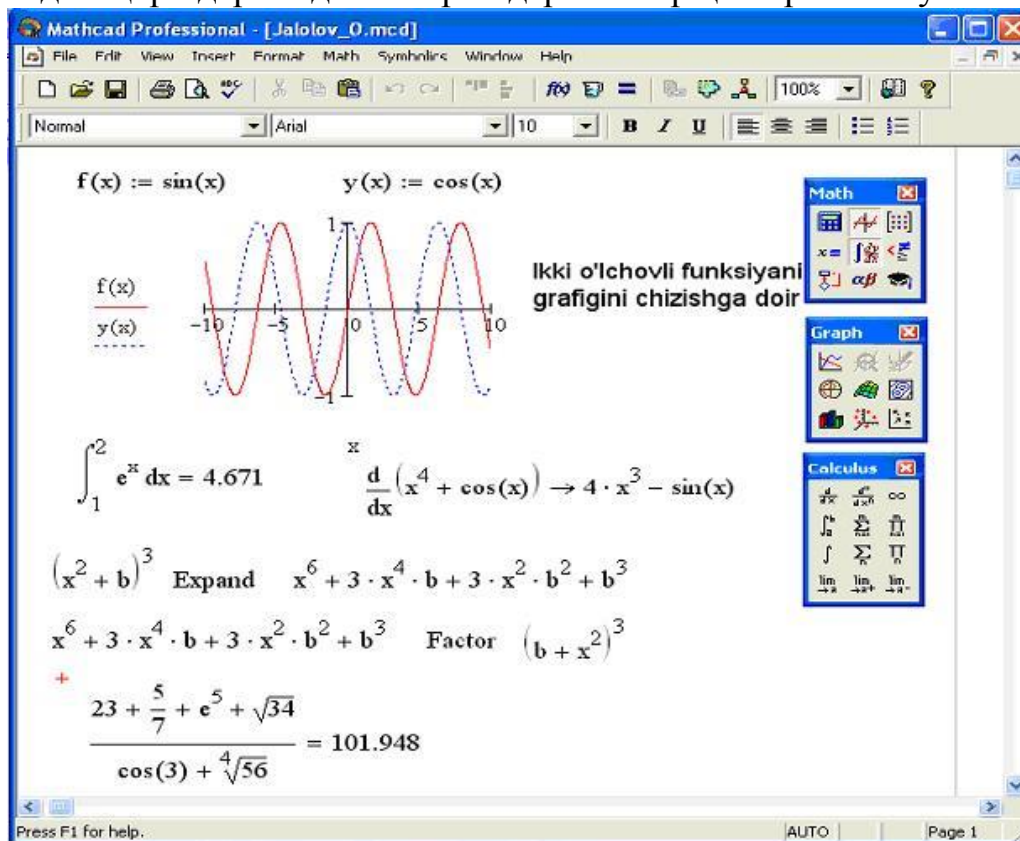 Mathcad Professional - [Jalolov_O.mcd]
File Edit View Insert Format Math Symbolics Window Help
100%
Normal Arial 10 B I U
f(x) := sin(x) y(x) := cos(x)
Math
Ikki o'lchovli funksiyani
grafigini chizishga doir
f(x)
y(x)
1
−10 −5 0 5 10
−1
Graph
Calculus
∫₁² eˣ dx = 4.671
x
d/dx (x⁴ + cos(x)) → 4 · x³ − sin(x)
(x² + b)³ Expand x⁶ + 3 · x⁴ · b + 3 · x² · b² + b³
x⁶ + 3 · x⁴ · b + 3 · x² · b² + b³ Factor (b + x²)³
+
(23 + 5/7 + e⁵ + √34) / (cos(3) + ⁴√56) = 101.948
Press F1 for help. AUTO Page 1